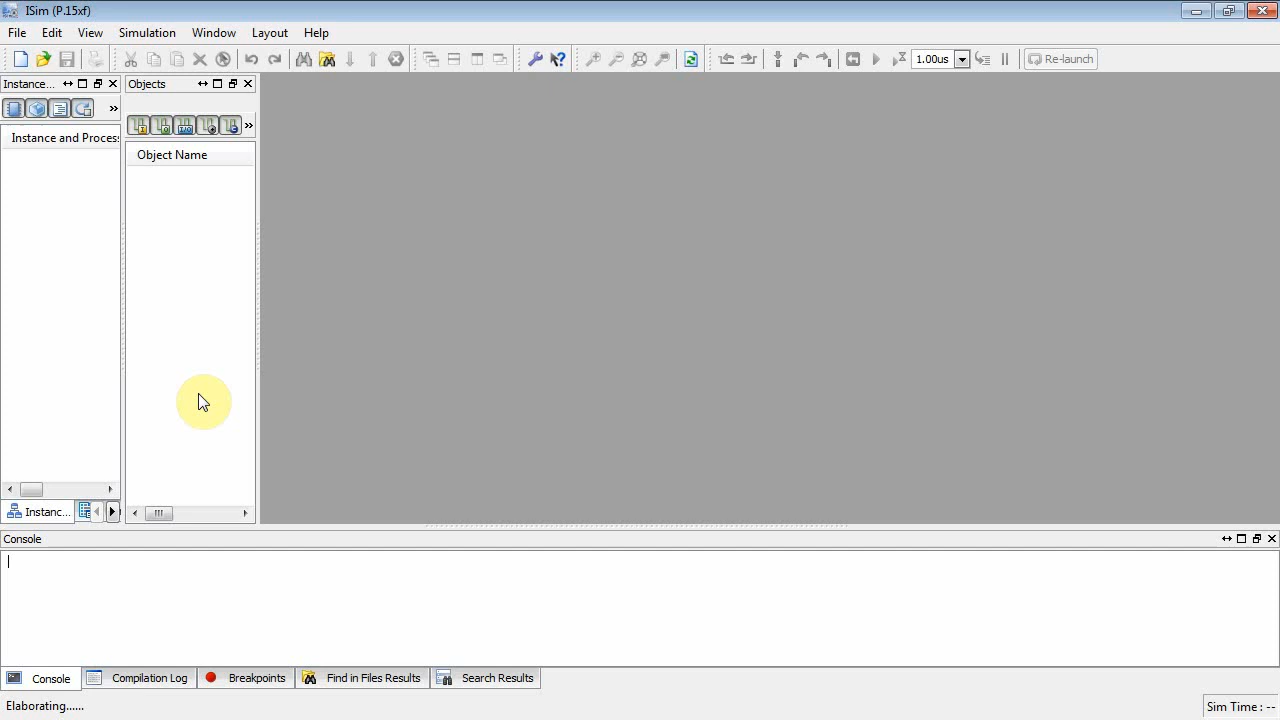 ISim (P.15xf)
File Edit View Simulation Window Layout Help
1.00us Re-launch
Instance... Objects
Instance and Process
Object Name
Instanc...
Console
Console Compilation Log Breakpoints Find in Files Results Search Results
Elaborating...... Sim Time : --